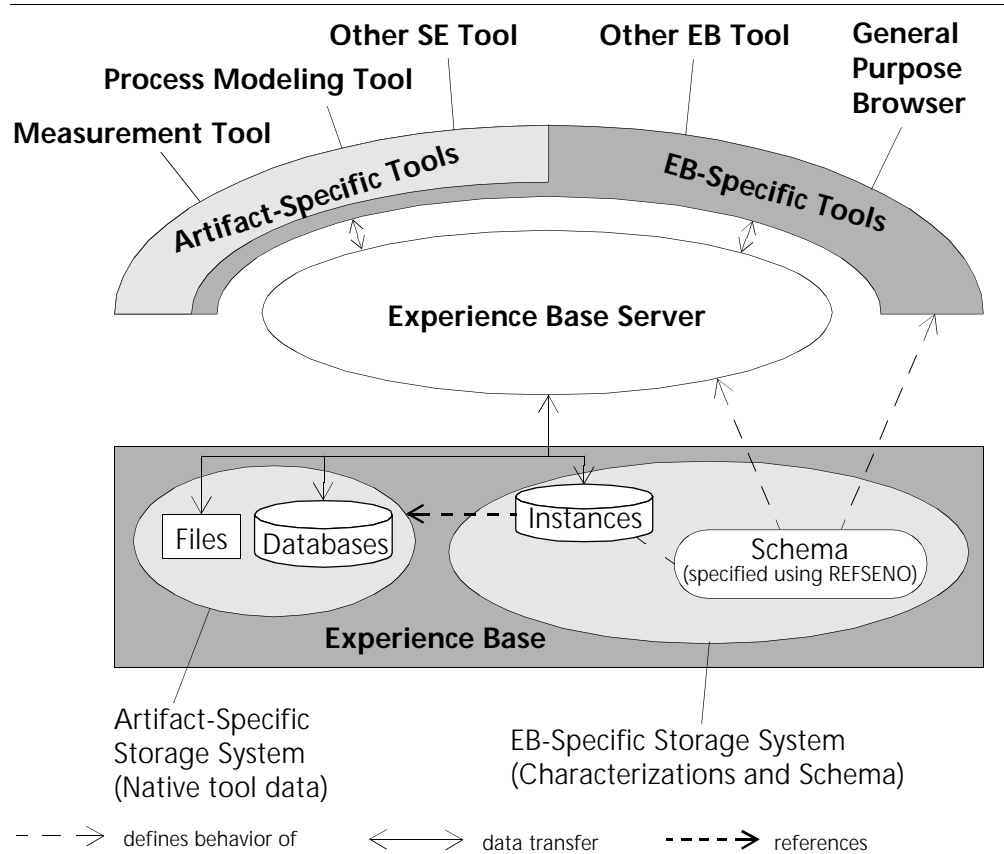 Other SE Tool
Other EB Tool
General
Purpose
Browser
Process Modeling Tool
Measurement Tool
Artifact-Specific Tools
EB-Specific Tools
Experience Base Server
Files
Databases
Instances
Schema
(specified using REFSENO)
Experience Base
Artifact-Specific
Storage System
(Native tool data)
EB-Specific Storage System
(Characterizations and Schema)
defines behavior of
data transfer
references